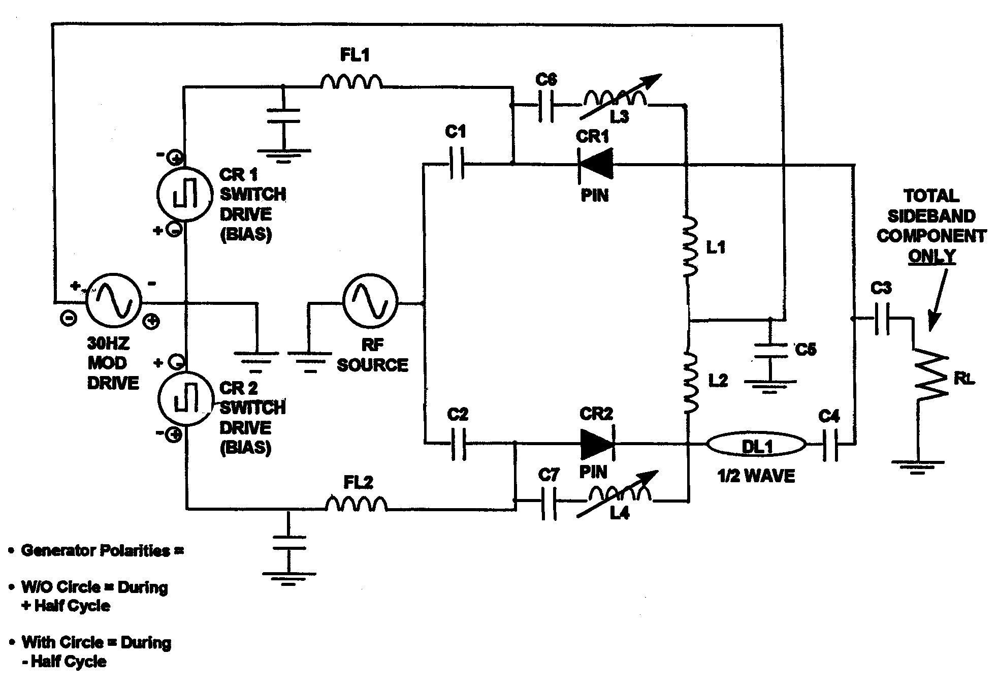 FL1
C6
L3
C1
CR1
PIN
- +
CR 1
SWITCH
DRIVE
(BIAS)
+ -
TOTAL
SIDEBAND
COMPONENT
ONLY
L1
+ -
- +
30HZ
MOD
DRIVE
RF
SOURCE
C3
C5
RL
+ -
CR 2
SWITCH
DRIVE
(BIAS)
- +
L2
C2
CR2
PIN
DL1
1/2 WAVE
C4
FL2
C7
L4
• Generator Polarities =
• W/O Circle = During
+ Half Cycle
• With Circle = During
- Half Cycle